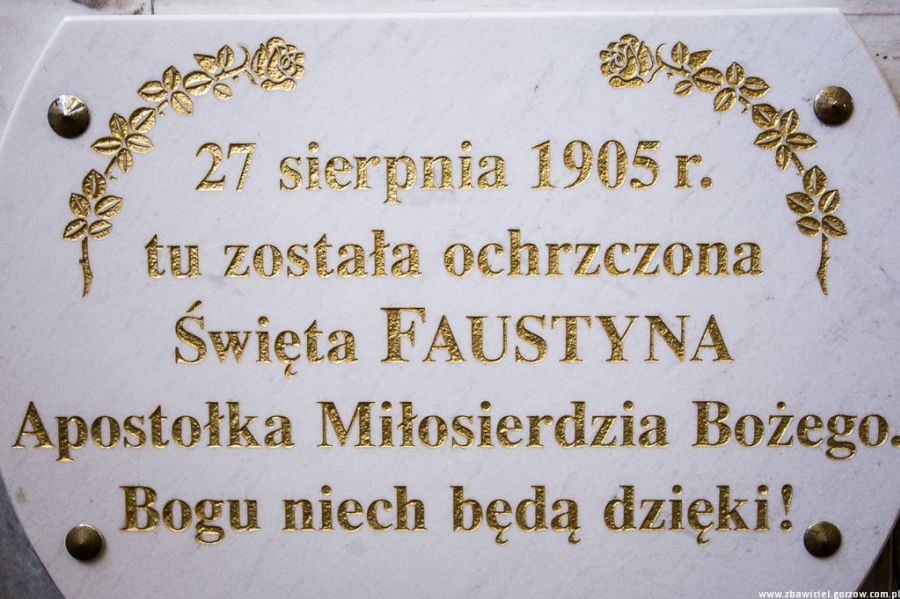 27 sierpnia 1905 r.
tu została ochrzczona
Święta FAUSTYNA
Apostołka Miłosierdzia Bożego.
Bogu niech będą dzięki!
www.zbawiciel.gorzow.com.pl